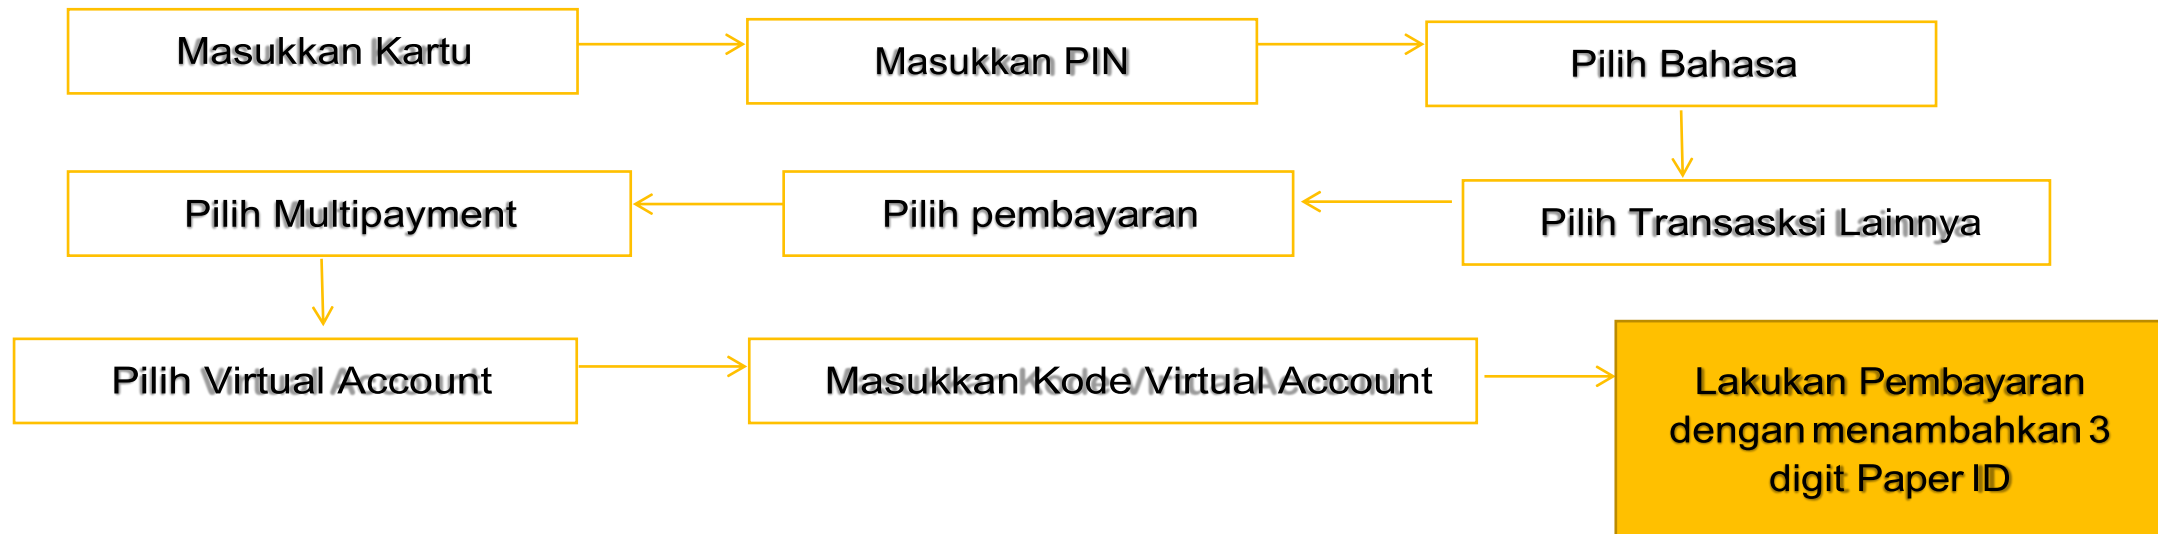 Masukkan Kartu
Masukkan PIN
Pilih Bahasa
Pilih Transasksi Lainnya
Pilih pembayaran
Pilih Multipayment
Pilih Virtual Account
Masukkan Kode Virtual Account
Lakukan Pembayaran
dengan menambahkan 3
digit Paper ID